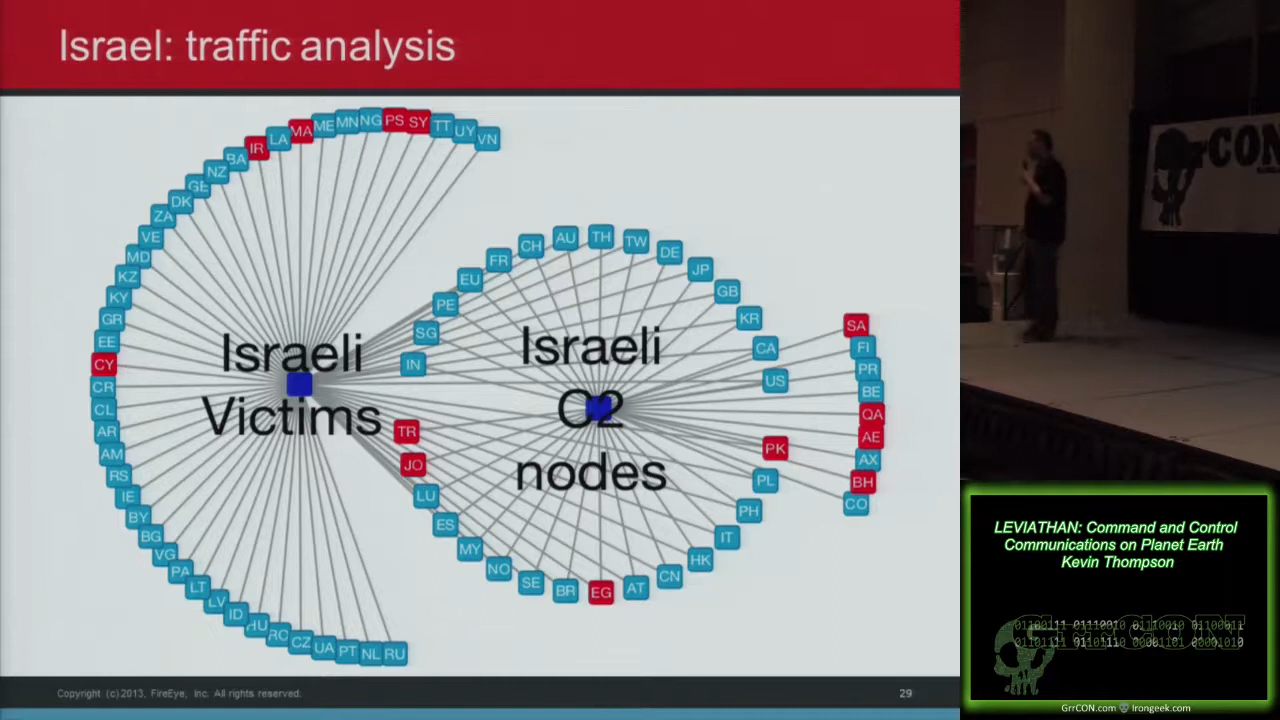 Israel: traffic analysis
VN
UY
TT
SY
PS
NG
MN
ME
MA
LA
IR
BA
NZ
GE
DK
ZA
VE
MD
KZ
KY
GR
EE
CY
CR
CL
AR
AM
RS
IE
BY
BG
VG
PA
LT
LV
ID
HU
RO
CZ
UA
PT
NL
RU
Israeli
Victims
TH
AU
CH
FR
EU
PE
SG
IN
TR
JO
LU
ES
MY
NO
SE
BR
EG
AT
CN
HK
IT
PH
PL
PK
US
CA
KR
GB
JP
DE
TW
Israeli
C2
nodes
SA
FI
PR
BE
QA
AE
AX
BH
CO
Copyright (c) 2013, FireEye, Inc. All rights reserved.
29
LEVIATHAN: Command and Control
Communications on Planet Earth
Kevin Thompson
GrrCON
GrrCON.com Irongeek.com